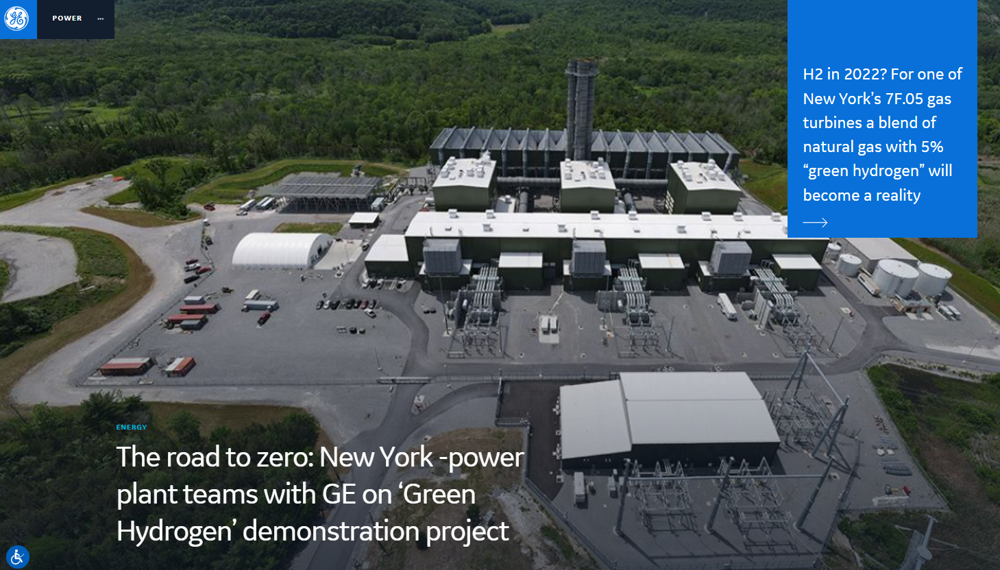 GE
POWER
...
H2 in 2022? For one of
New York’s 7F.05 gas
turbines a blend of
natural gas with 5%
“green hydrogen” will
become a reality
ENERGY
The road to zero: New York -power
plant teams with GE on ‘Green
Hydrogen’ demonstration project